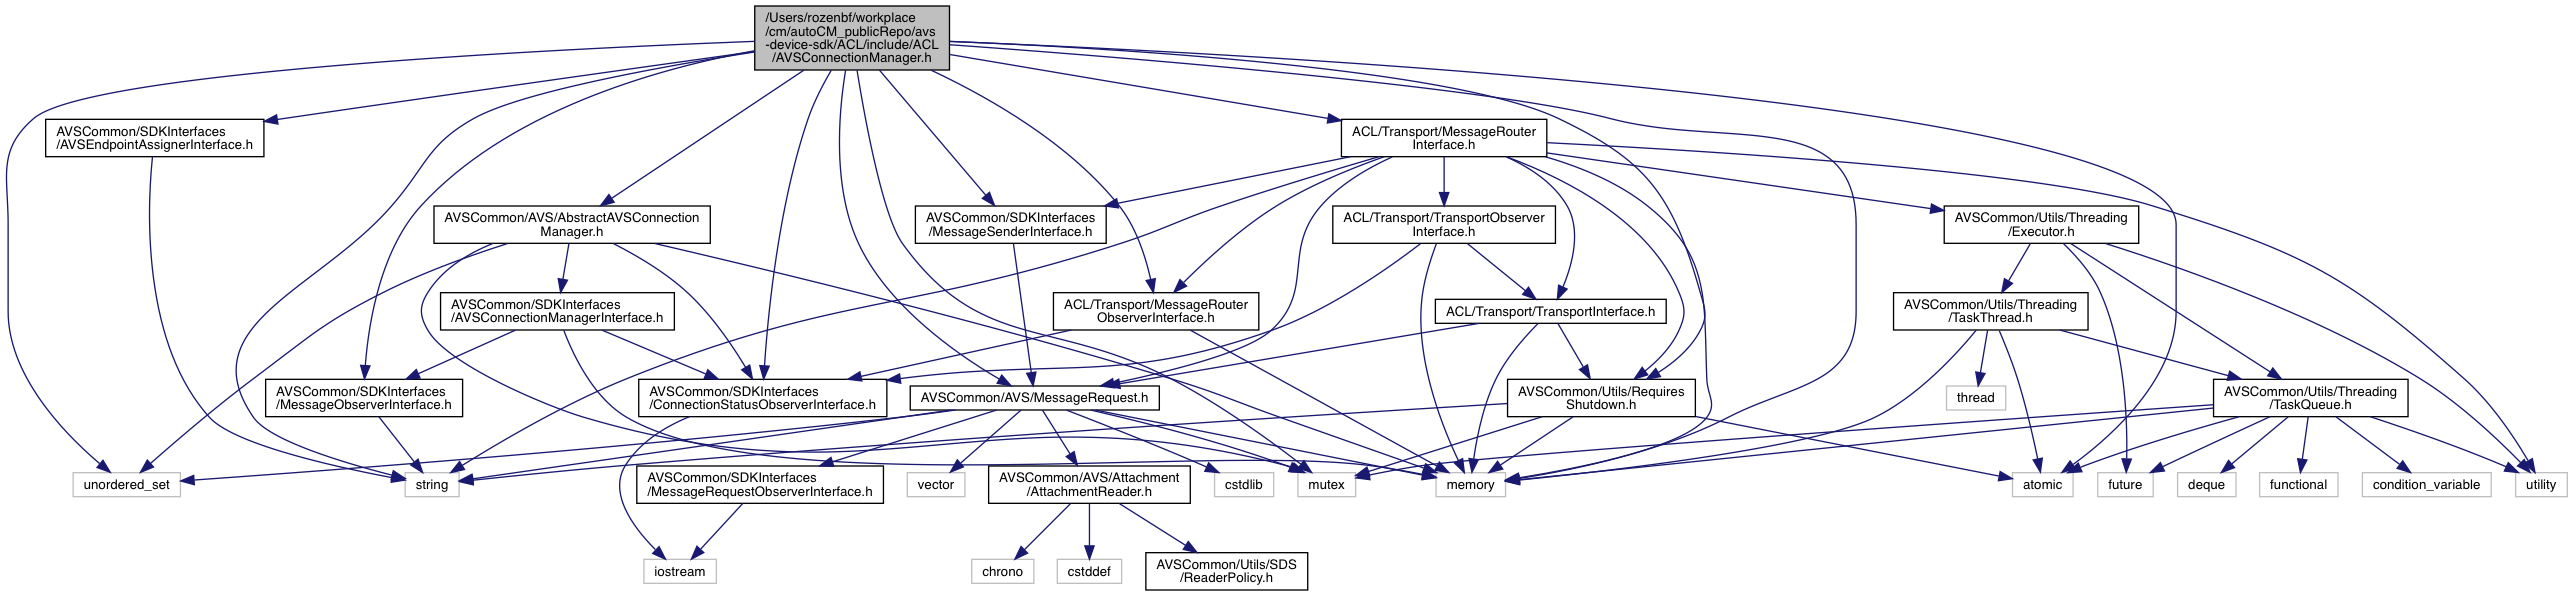 /Users/rozenbf/workplace
/cm/autoCM_publicRepo/avs
-device-sdk/ACL/include/ACL
/AVSConnectionManager.h
AVSCommon/SDKInterfaces
/AVSEndpointAssignerInterface.h
ACL/Transport/MessageRouter
Interface.h
AVSCommon/AVS/AbstractAVSConnection
Manager.h
AVSCommon/SDKInterfaces
/MessageSenderInterface.h
ACL/Transport/TransportObserver
Interface.h
AVSCommon/Utils/Threading
/Executor.h
AVSCommon/SDKInterfaces
/AVSConnectionManagerInterface.h
ACL/Transport/MessageRouter
ObserverInterface.h
ACL/Transport/TransportInterface.h
AVSCommon/Utils/Threading
/TaskThread.h
AVSCommon/SDKInterfaces
/MessageObserverInterface.h
AVSCommon/SDKInterfaces
/ConnectionStatusObserverInterface.h
AVSCommon/AVS/MessageRequest.h
AVSCommon/Utils/Requires
Shutdown.h
thread
AVSCommon/Utils/Threading
/TaskQueue.h
unordered_set
string
AVSCommon/SDKInterfaces
/MessageRequestObserverInterface.h
vector
AVSCommon/AVS/Attachment
/AttachmentReader.h
cstdlib
mutex
memory
atomic
future
deque
functional
condition_variable
utility
iostream
chrono
cstddef
AVSCommon/Utils/SDS
/ReaderPolicy.h